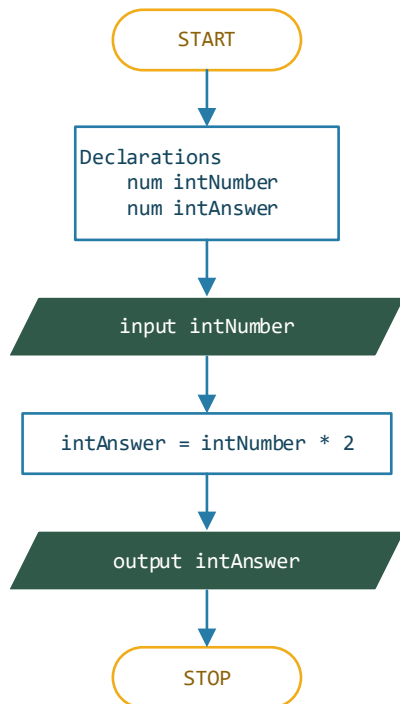 START
Declarations
num intNumber
num intAnswer
input intNumber
intAnswer = intNumber * 2
output intAnswer
STOP